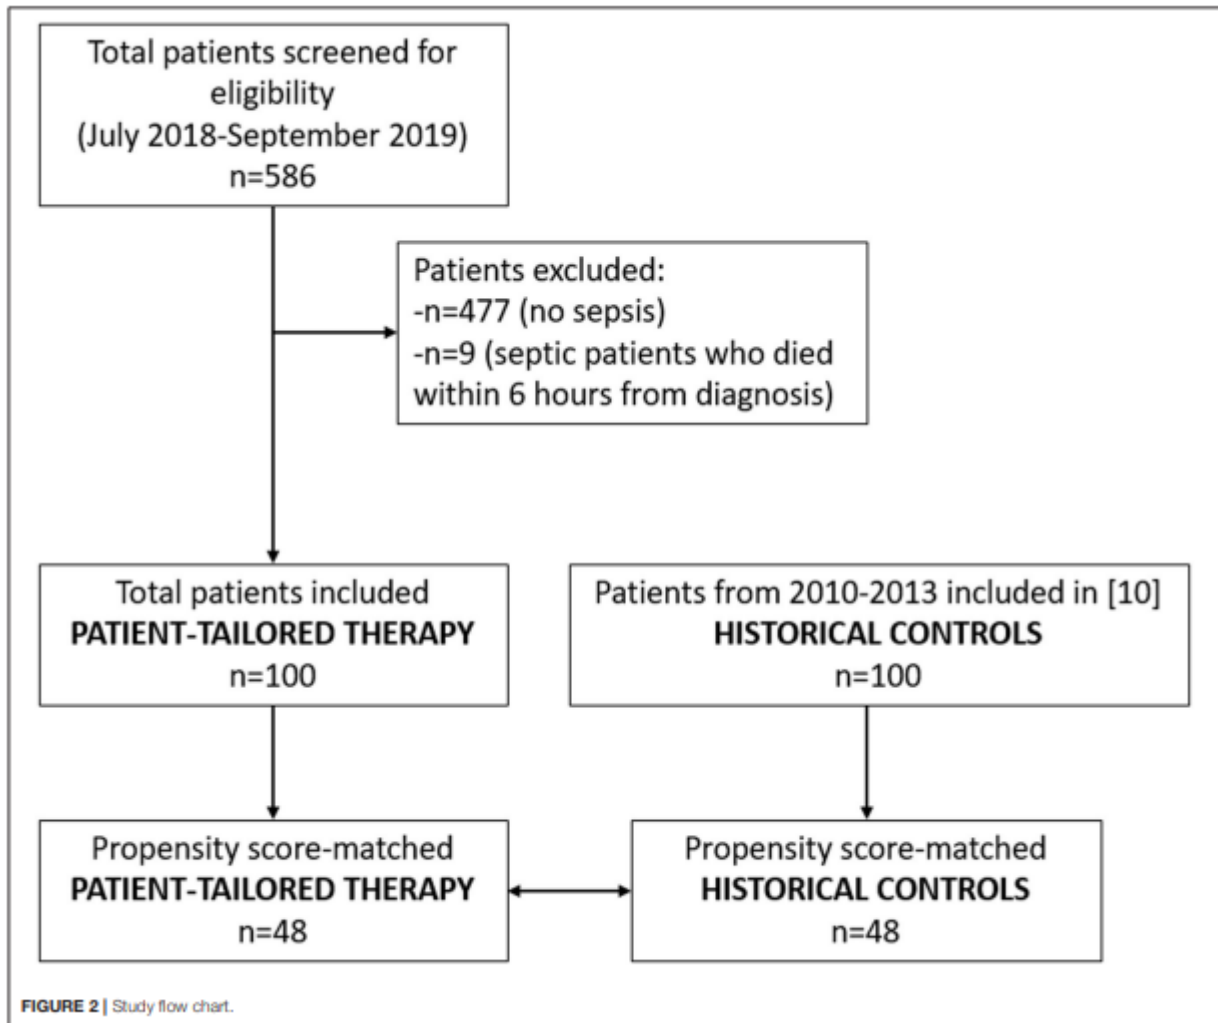 Total patients screened for
eligibility
(July 2018-September 2019)
n=586
Patients excluded:
-n=477 (no sepsis)
-n=9 (septic patients who died
within 6 hours from diagnosis)
Total patients included
PATIENT-TAILORED THERAPY
n=100
Patients from 2010-2013 included in [10]
HISTORICAL CONTROLS
n=100
Propensity score-matched
PATIENT-TAILORED THERAPY
n=48
Propensity score-matched
HISTORICAL CONTROLS
n=48
FIGURE 2 | Study flow chart.